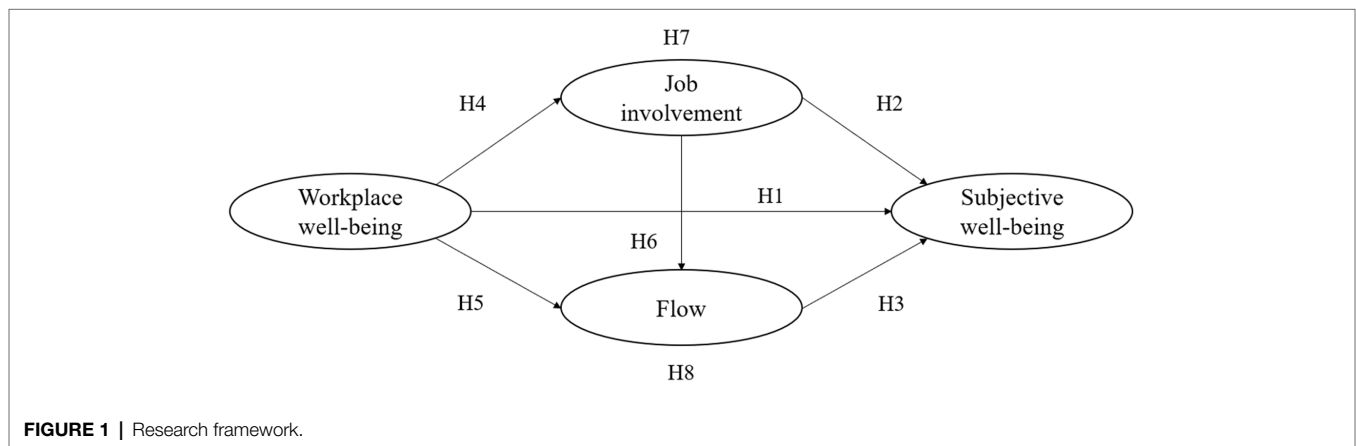 H7
Job
involvement
H4
H2
Workplace
well-being
H1
Subjective
well-being
H6
H5
Flow
H3
H8
FIGURE 1 | Research framework.